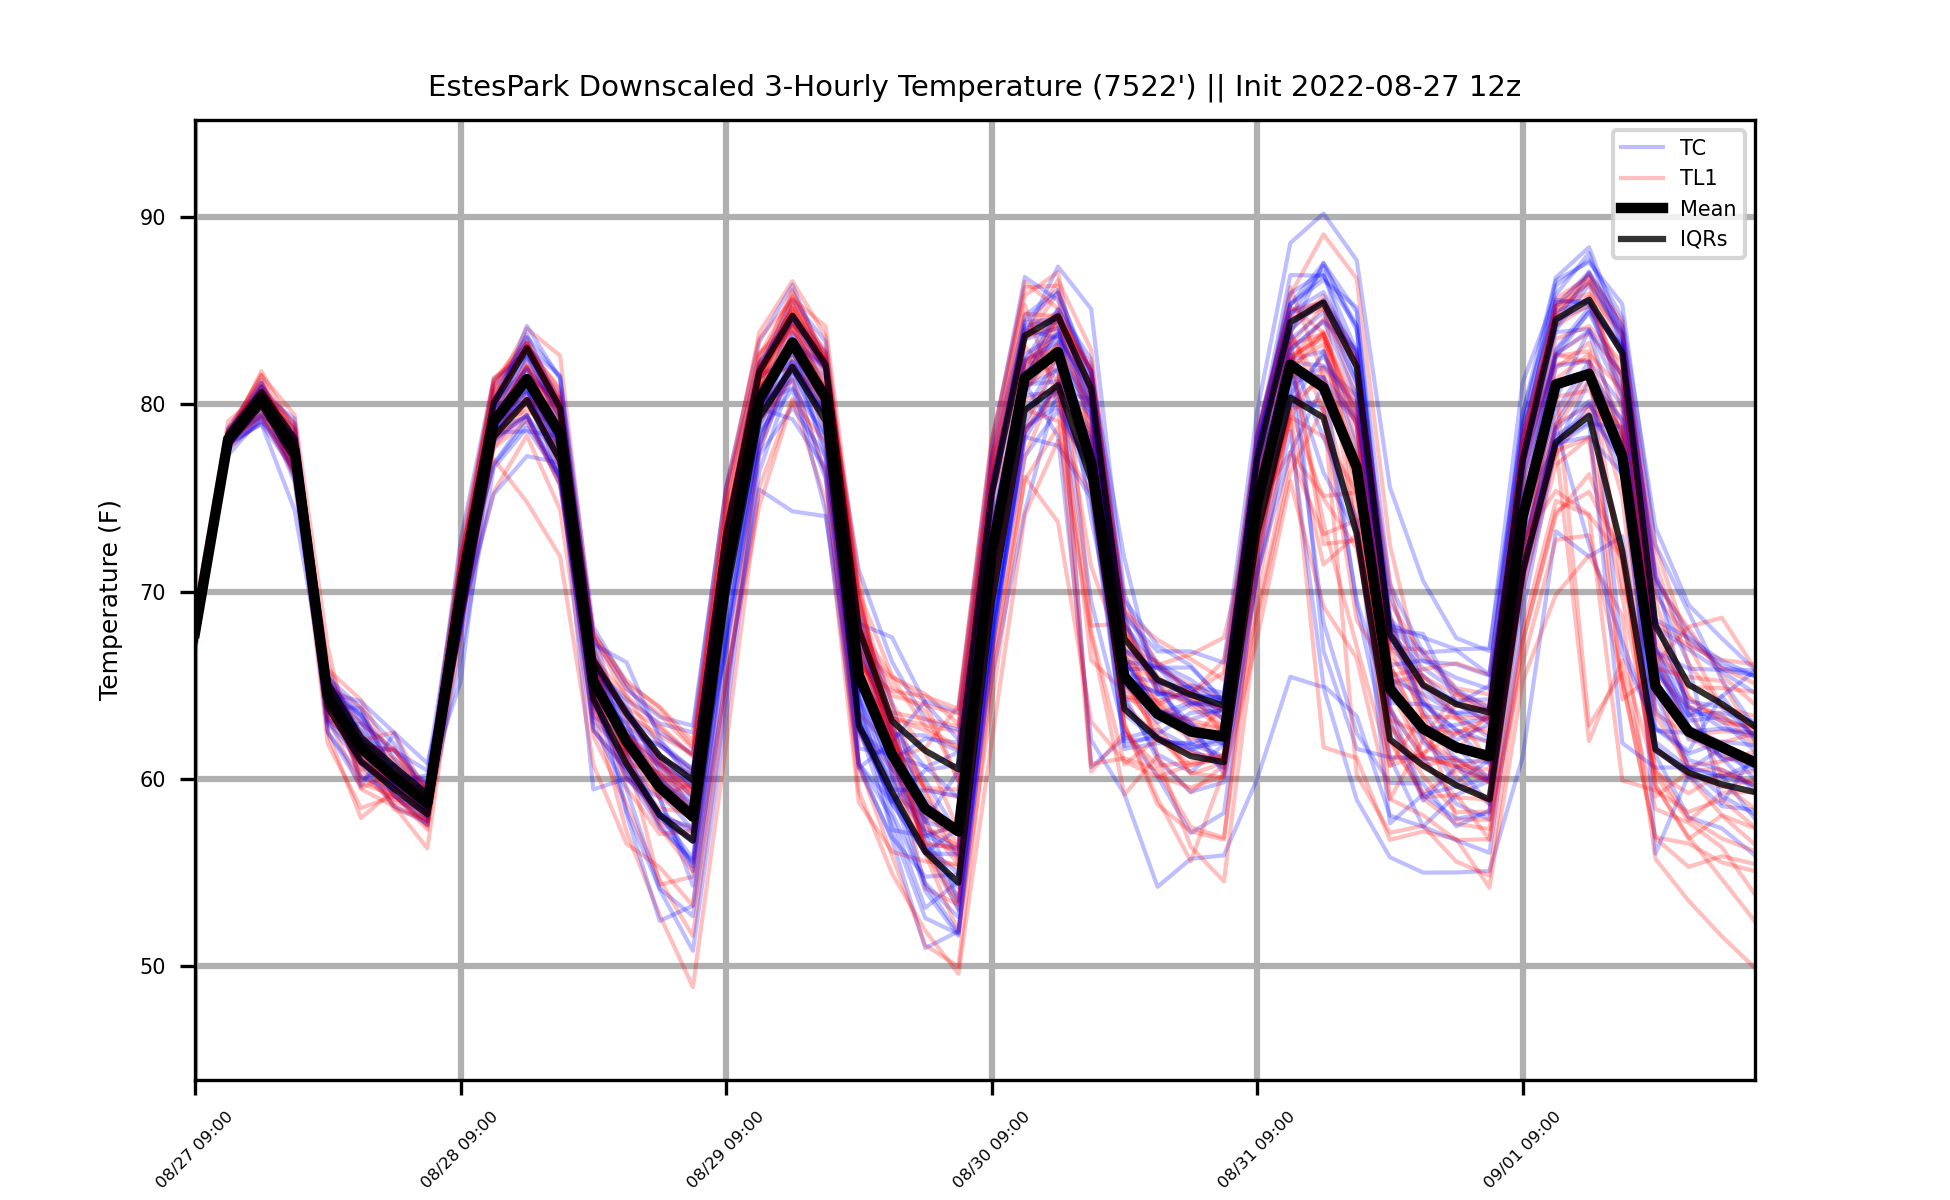 EstesPark Downscaled 3-Hourly Temperature (7522') || Init 2022-08-27 12z
TC
TL1
Mean
IQRs
Temperature (F)
90
80
70
60
50
08/27 09:00
08/28 09:00
08/29 09:00
08/30 09:00
08/31 09:00
09/01 09:00